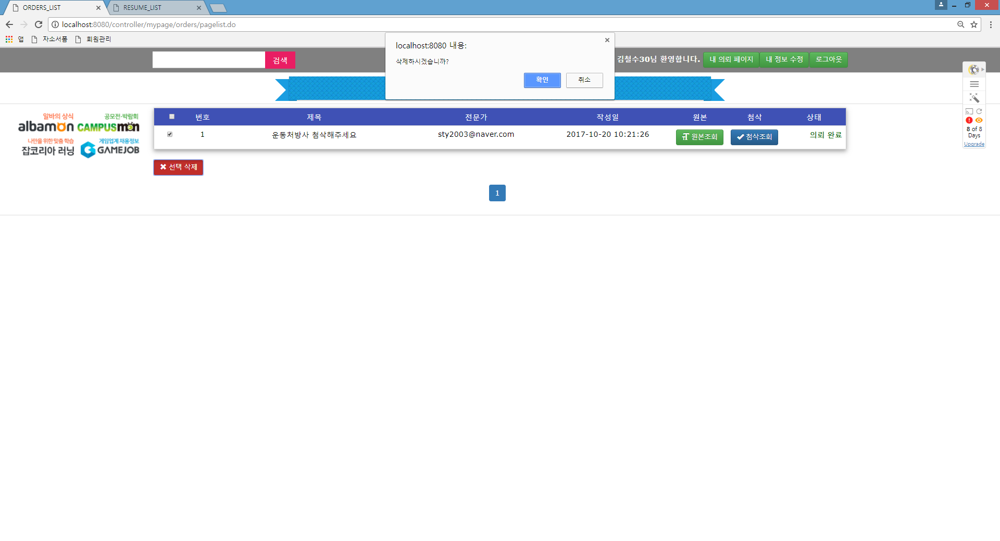 ORDERS_LIST
RESUME_LIST
localhost:8080/controller/mypage/orders/pagelist.do
앱
자소서폼
회원관리
localhost:8080 내용:
삭제하시겠습니까?
확인
취소
검색
김철수30님 환영합니다.
내 의뢰 페이지
내 정보 수정
로그아웃
8 of 8
Days
Upgrade
알바의 상식
공모전·박람회
albamon
CAMPUSmon
나만을 위한 맞춤 학습
게임업계 채용정보
잡코리아 러닝
GAMEJOB
번호 제목 전문가 작성일 원본 첨삭 상태
1 운동처방사 첨삭해주세요 sty2003@naver.com 2017-10-20 10:21:26 원본조회 첨삭조회 의뢰 완료
선택 삭제
1